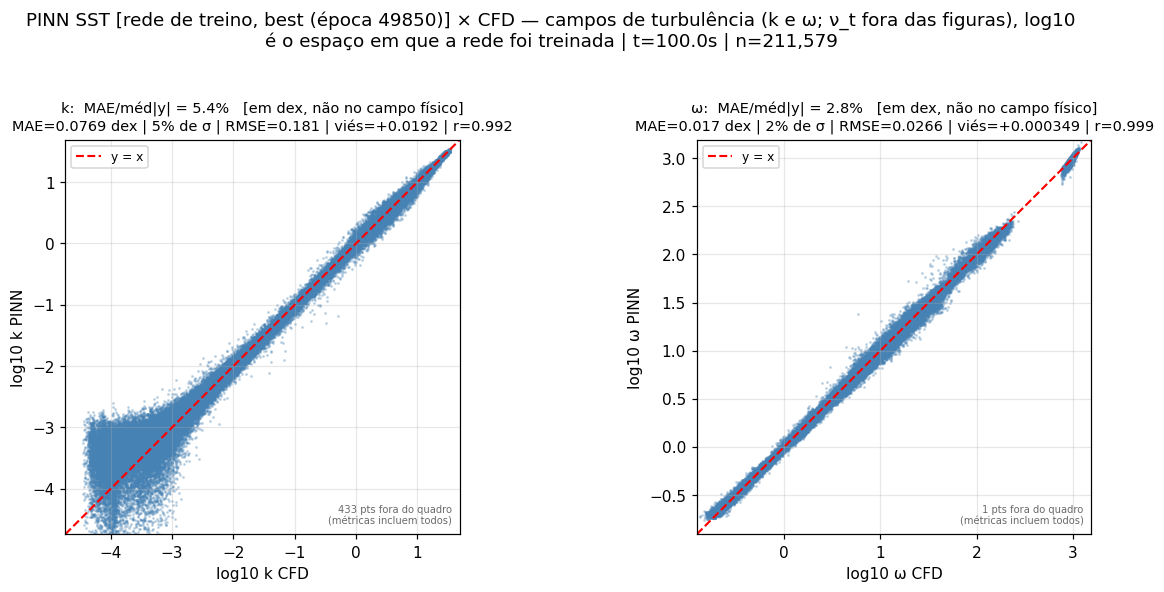 PINN SST [rede de treino, best (época 49850)] × CFD — campos de turbulência (k e ω; ν_t fora das figuras), log10
é o espaço em que a rede foi treinada | t=100.0s | n=211,579
k:  MAE/méd|y| = 5.4%   [em dex, não no campo físico]
MAE=0.0769 dex | 5% de σ | RMSE=0.181 | viés=+0.0192 | r=0.992
y = x
1
0
−1
−2
−3
−4
log10 k PINN
433 pts fora do quadro
(métricas incluem todos)
−4
−3
−2
−1
0
1
log10 k CFD
ω:  MAE/méd|y| = 2.8%   [em dex, não no campo físico]
MAE=0.017 dex | 2% de σ | RMSE=0.0266 | viés=+0.000349 | r=0.999
y = x
3.0
2.5
2.0
1.5
1.0
0.5
0.0
−0.5
log10 ω PINN
1 pts fora do quadro
(métricas incluem todos)
0
1
2
3
log10 ω CFD